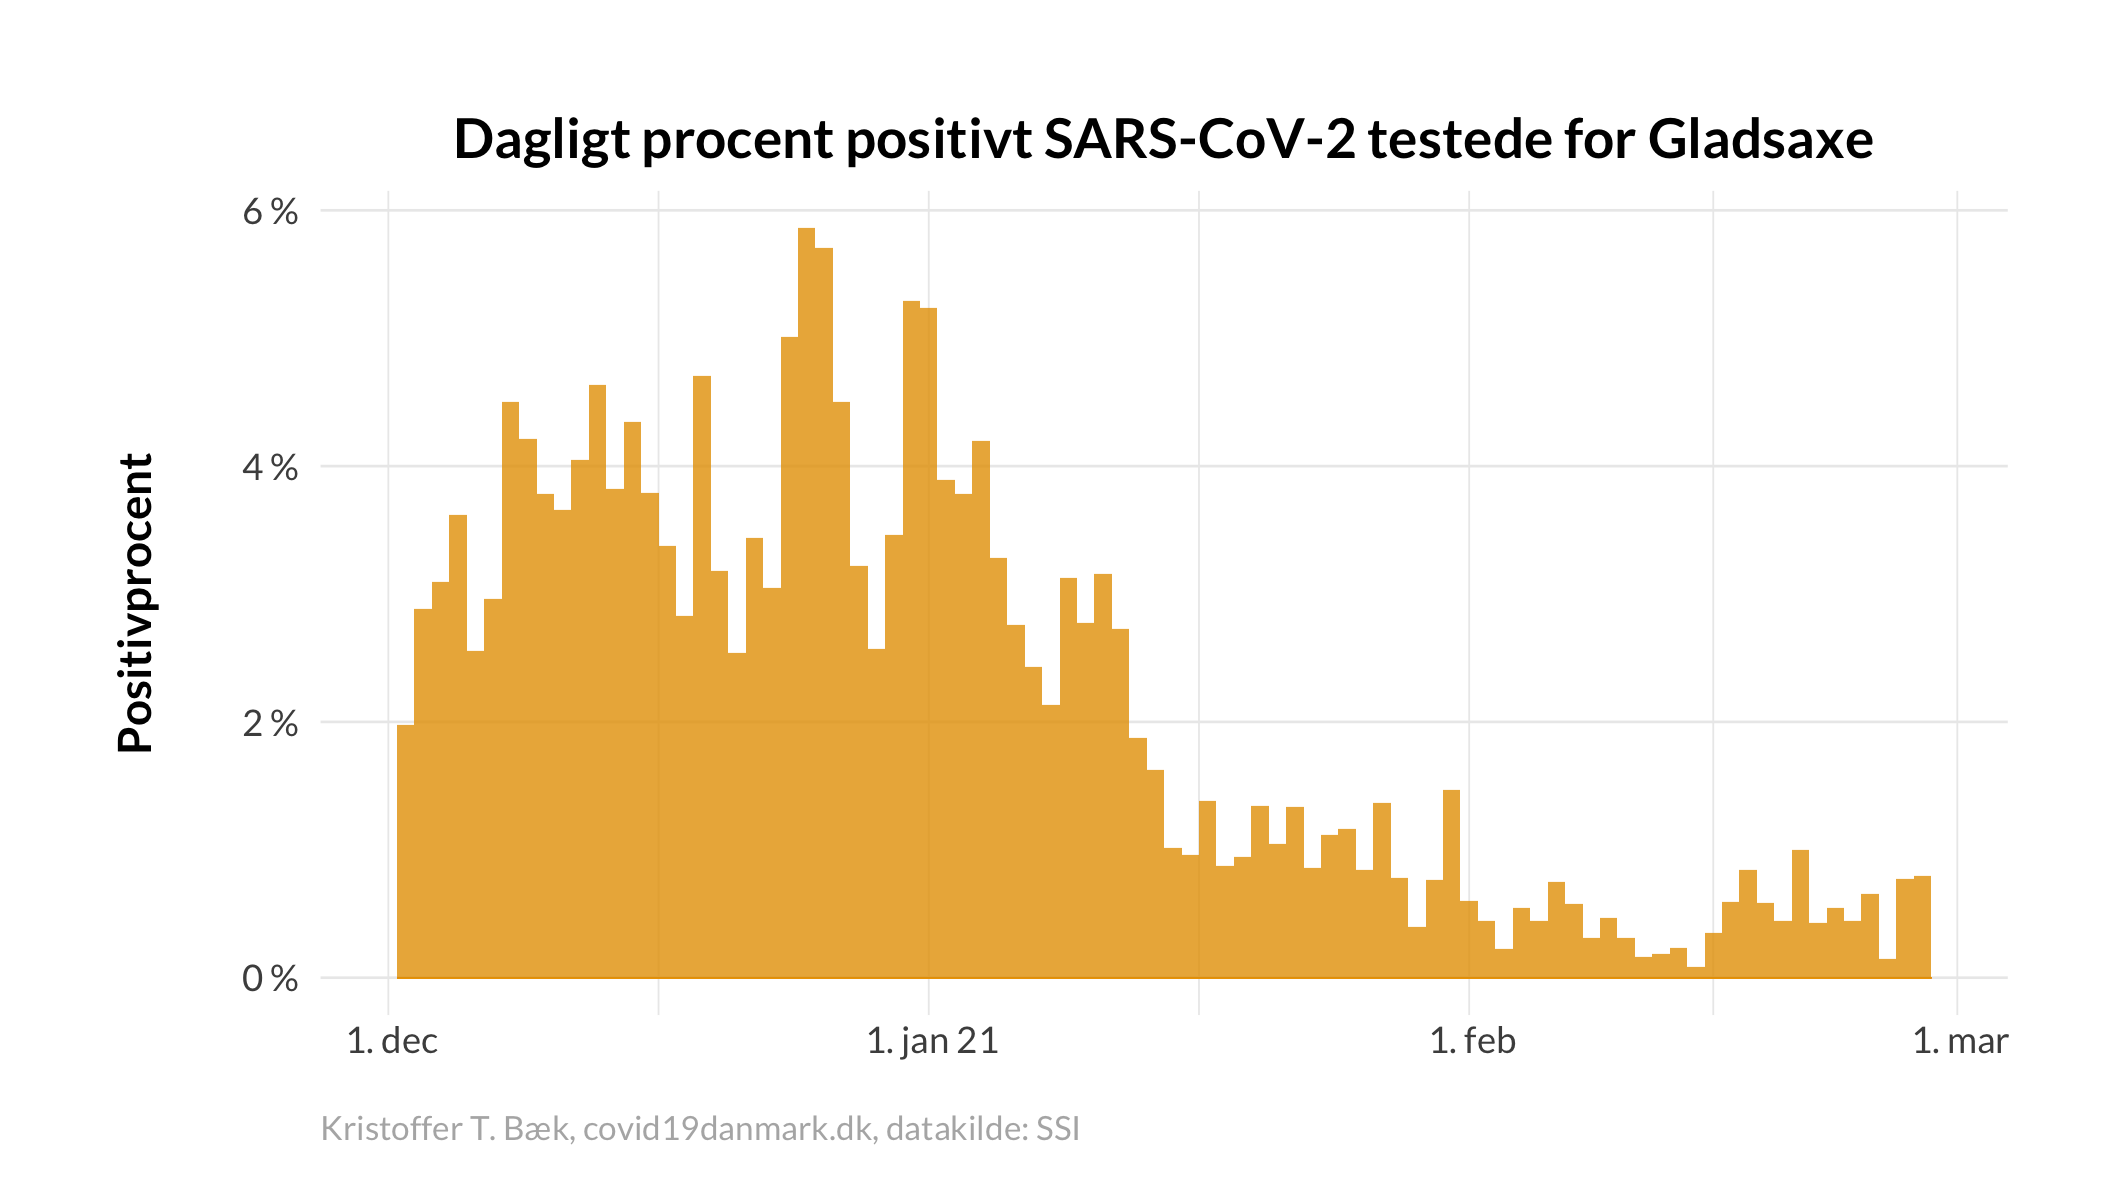 Dagligt procent positivt SARS-CoV-2 testede for Gladsaxe
6 %
4 %
2 %
0 %
Positivprocent
1. dec
1. jan 21
1. feb
1. mar
Kristoffer T. Bæk, covid19danmark.dk, datakilde: SSI